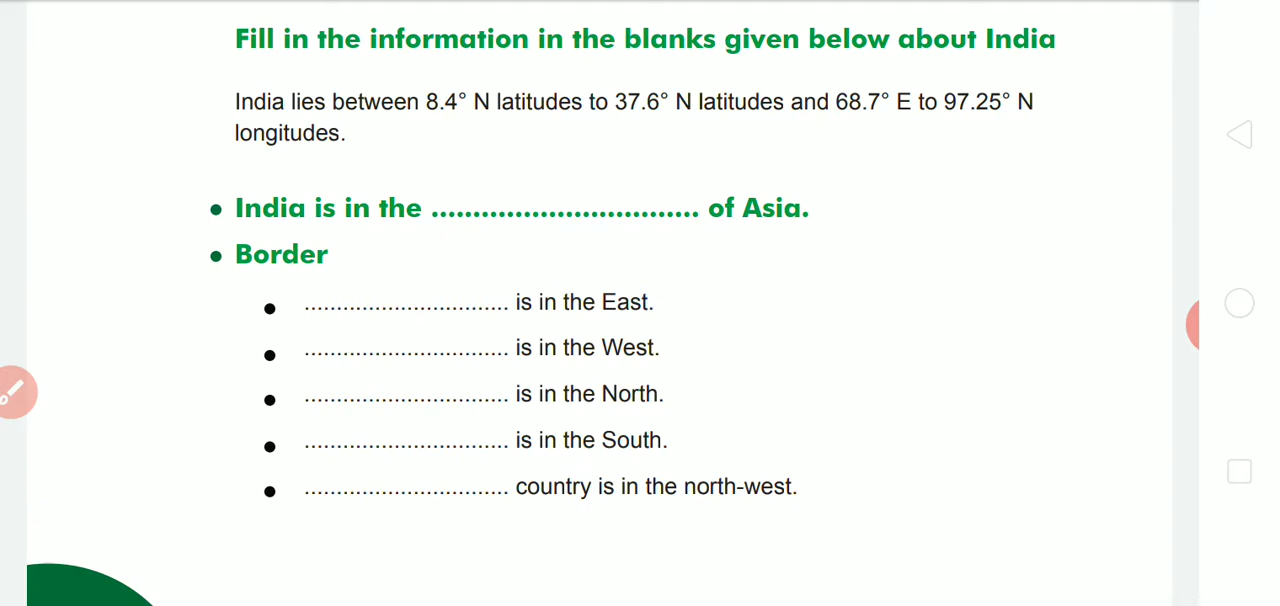 Fill in the information in the blanks given below about India
India lies between 8.4° N latitudes to 37.6° N latitudes and 68.7° E to 97.25° N
longitudes.
• India is in the ................................ of Asia.
• Border
• ................................ is in the East.
• ................................ is in the West.
• ................................ is in the North.
• ................................ is in the South.
• ................................ country is in the north-west.